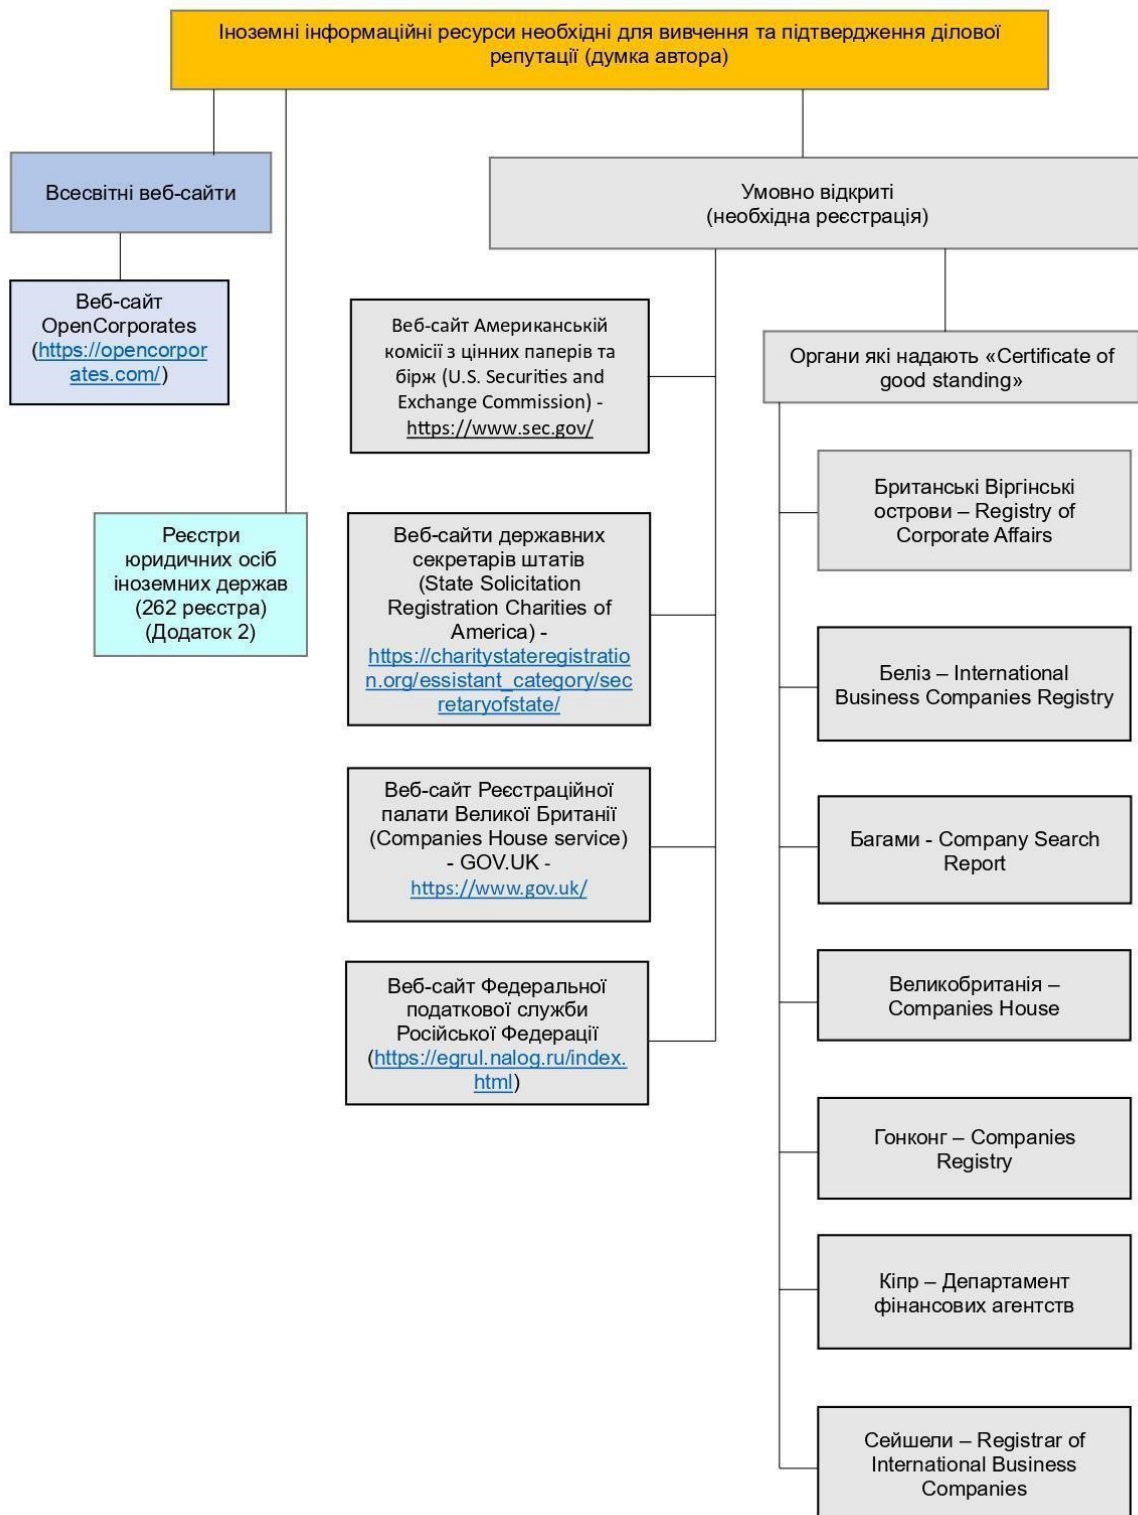 Іноземні інформаційні ресурси необхідні для вивчення та підтвердження ділової
репутації (думка автора)
Всесвітні веб-сайти
Веб-сайт
OpenCorporates
(https://opencorpor
ates.com/)
Реєстри
юридичних осіб
іноземних держав
(262 реєстра)
(Додаток 2)
Умовно відкриті
(необхідна реєстрація)
Веб-сайт Американській
комісії з цінних паперів та
бірж (U.S. Securities and
Exchange Commission) -
https://www.sec.gov/
Веб-сайти державних
секретарів штатів
(State Solicitation
Registration Charities of
America) -
https://charitystateregistratio
n.org/essistant_category/sec
retaryofstate/
Веб-сайт Реєстраційної
палати Великої Британії
(Companies House service)
- GOV.UK -
https://www.gov.uk/
Веб-сайт Федеральної
податкової служби
Російської Федерації
(https://egrul.nalog.ru/index.
html)
Органи які надають «Certificate of
good standing»
Британські Віргінські
острови – Registry of
Corporate Affairs
Беліз – International
Business Companies Registry
Багами - Company Search
Report
Великобританія –
Companies House
Гонконг – Companies
Registry
Кіпр – Департамент
фінансових агентств
Сейшели – Registrar of
International Business
Companies